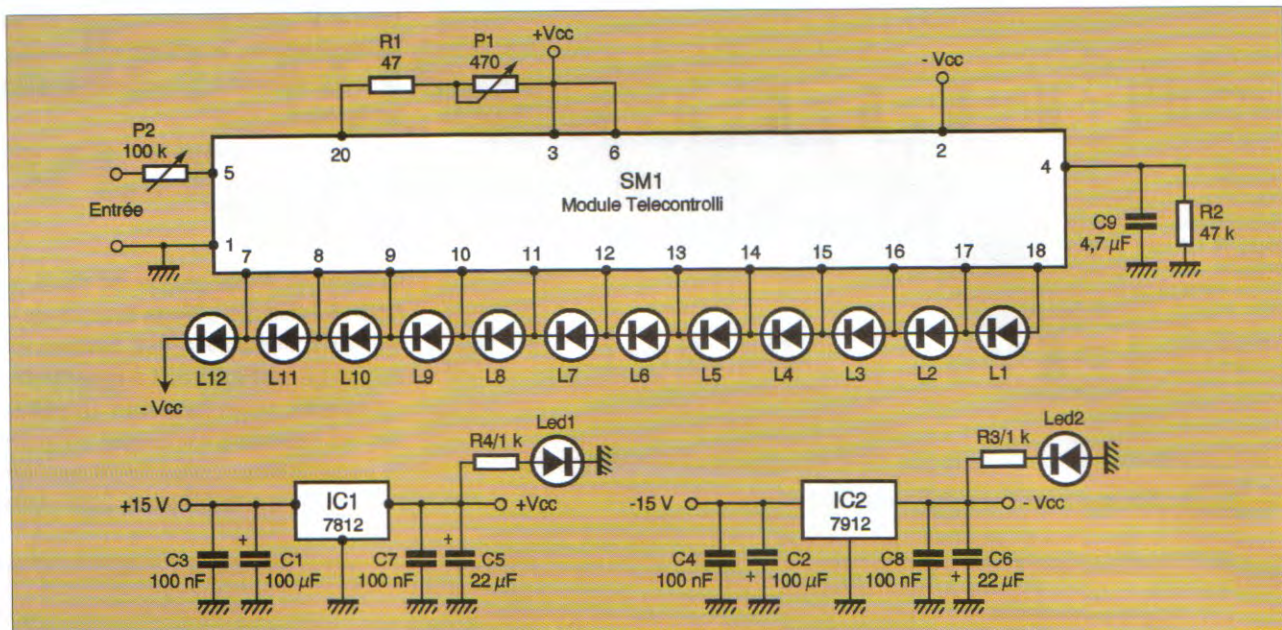 R1
47
P1
470
+Vcc
- Vcc
P2
100 k
20
3
6
2
5
4
SM1
Module Telecontrolli
Entrée
1
C9
4,7 µF
R2
47 k
7
8
9
10
11
12
13
14
15
16
17
18
L12
L11
L10
L9
L8
L7
L6
L5
L4
L3
L2
L1
- Vcc
R4/1 k
Led1
R3/1 k
Led2
+15 V
IC1
7812
+Vcc
-15 V
IC2
7912
- Vcc
C3
100 nF
+
C1
100 µF
C7
100 nF
+
C5
22 µF
C4
100 nF
+
C2
100 µF
C8
100 nF
+
C6
22 µF